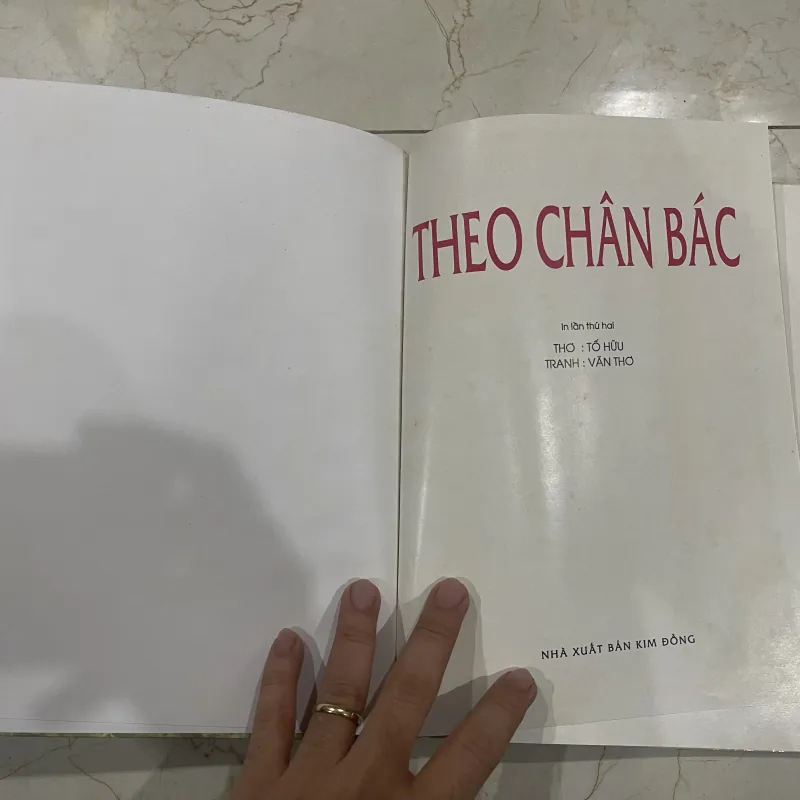 THEO CHÂN BÁC
In lần thứ hai
THƠ : TỐ HỮU
TRANH : VĂN THƠ
NHÀ XUẤT BẢN KIM ĐỒNG